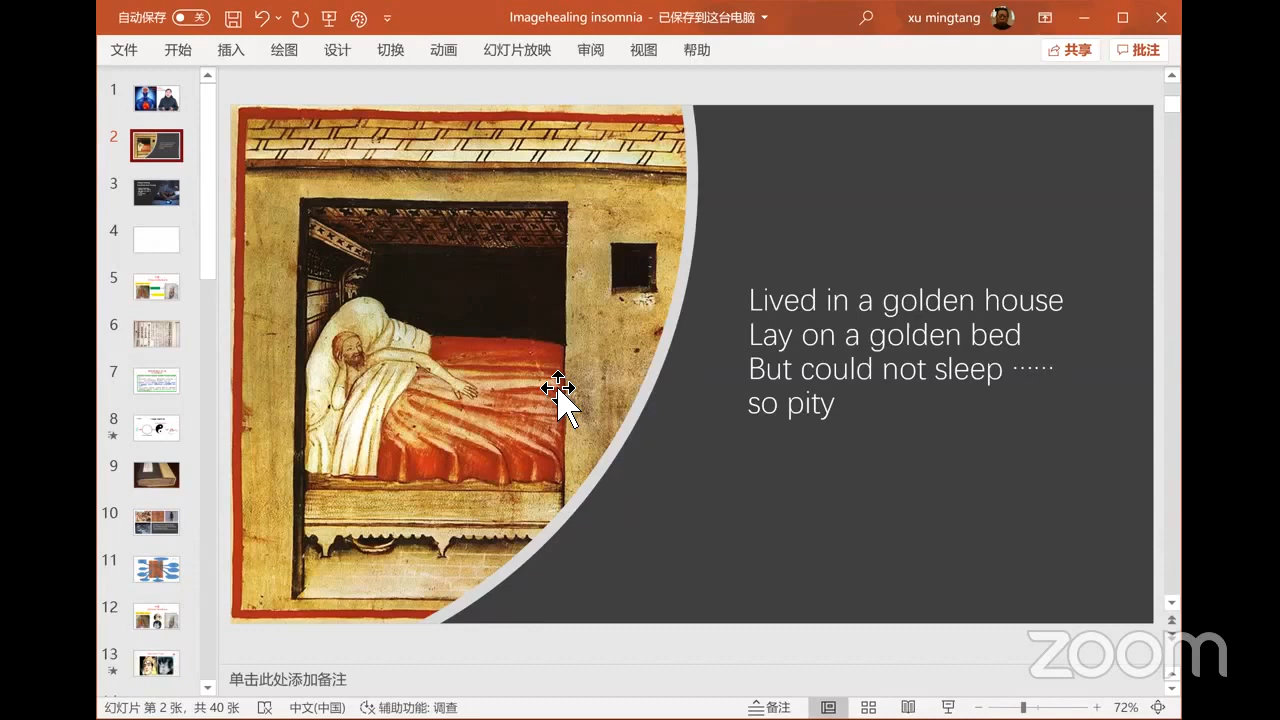 自动保存 关 Imagehealing insomnia - 已保存到这台电脑 xu mingtang
文件 开始 插入 绘图 设计 切换 动画 幻灯片放映 审阅 视图 帮助 共享 批注
1
2
3
4
5
6
7
8
9
10
11
12
13
Lived in a golden house
Lay on a golden bed
But could not sleep ······
so pity
zoom
单击此处添加备注
幻灯片 第 2 张，共 40 张 中文(中国) 辅助功能: 调查 备注 72%